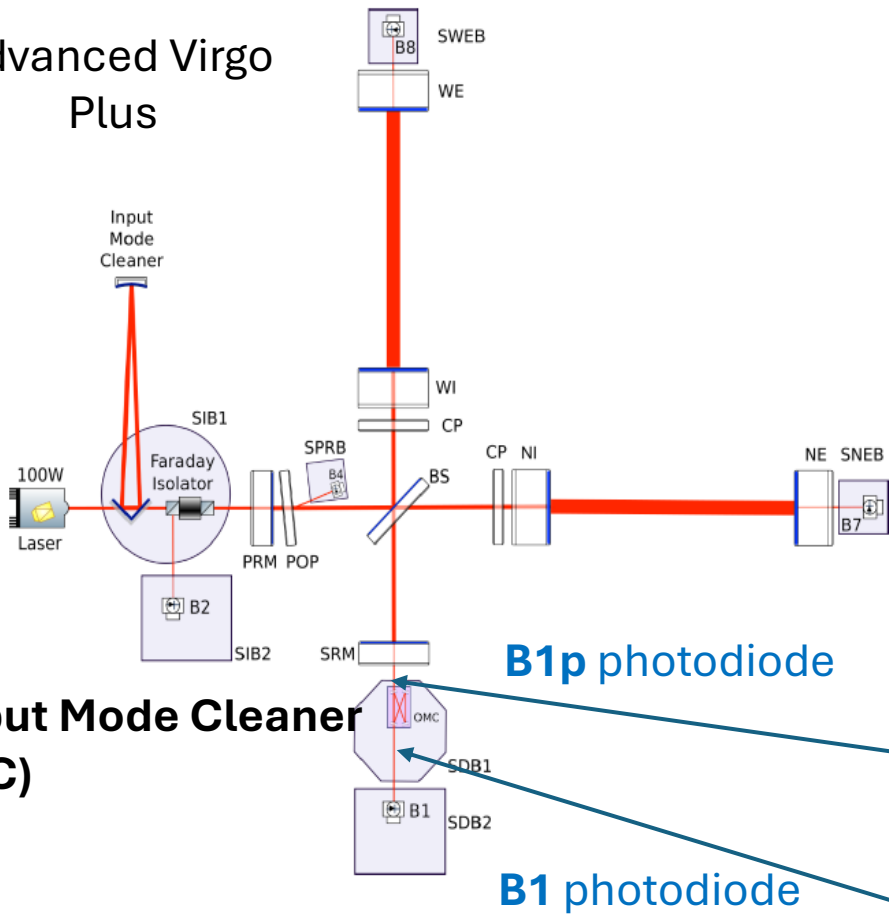 dvanced Virgo
Plus
B8
SWEB
WE
Input
Mode
Cleaner
WI
CP
SIB1
SPRB
B4
BS
CP NI
NE SNEB
100W
Faraday
Isolator
B7
Laser
PRM POP
B2
SIB2
SRM
B1p photodiode
put Mode Cleaner
C)
OMC
SDB1
B1
SDB2
B1 photodiode